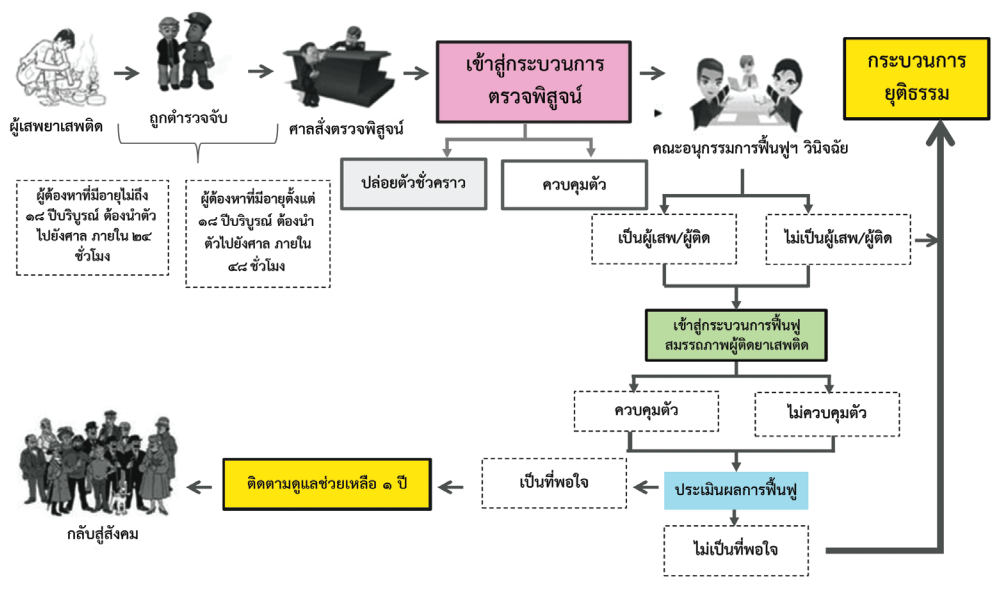 ผู้เสพยาเสพติด
ถูกตำรวจจับ
ศาลสั่งตรวจพิสูจน์
เข้าสู่กระบวนการ
ตรวจพิสูจน์
คณะอนุกรรมการฟื้นฟูฯ วินิจฉัย
กระบวนการ
ยุติธรรม
ผู้ต้องหาที่มีอายุไม่ถึง
๑๘ ปีบริบูรณ์ ต้องนำตัว
ไปยังศาล ภายใน ๒๔
ชั่วโมง
ผู้ต้องหาที่มีอายุตั้งแต่
๑๘ ปีบริบูรณ์ ต้องนำ
ตัวไปยังศาล ภายใน
๔๘ ชั่วโมง
ปล่อยตัวชั่วคราว
ควบคุมตัว
เป็นผู้เสพ/ผู้ติด
ไม่เป็นผู้เสพ/ผู้ติด
เข้าสู่กระบวนการฟื้นฟู
สมรรถภาพผู้ติดยาเสพติด
ควบคุมตัว
ไม่ควบคุมตัว
ประเมินผลการฟื้นฟู
เป็นที่พอใจ
ติดตามดูแลช่วยเหลือ ๑ ปี
กลับสู่สังคม
ไม่เป็นที่พอใจ